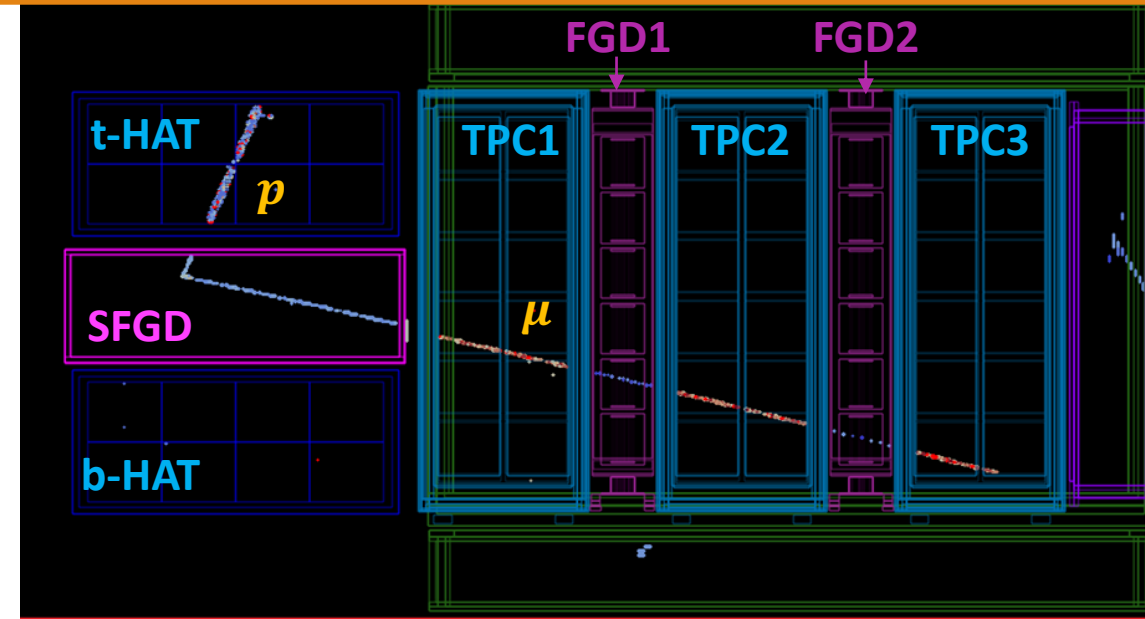 FGD1
FGD2
t-HAT
TPC1
TPC2
TPC3
p
μ
SFGD
b-HAT